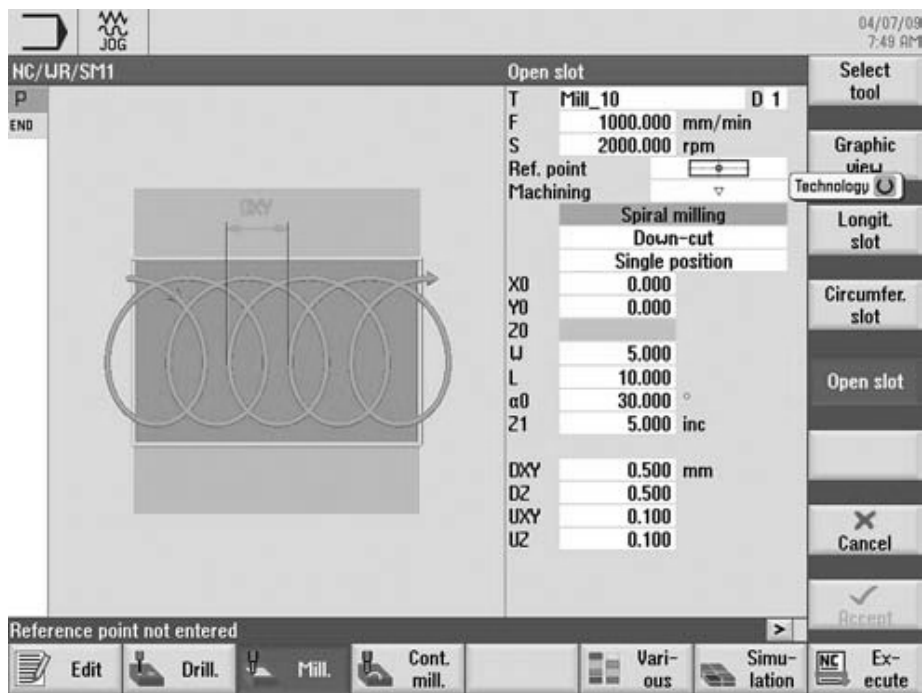 JOG
04/07/09
7:49 AM
NC/WR/SM1
Open slot
Select
tool
P
END
T Mill_10 D 1
F 1000.000 mm/min
S 2000.000 rpm
Ref. point
Machining
Graphic
view
Technology
Spiral milling
Down-cut
Single position
Longit.
slot
DXY
X0 0.000
Y0 0.000
Z0
W 5.000
L 10.000
α0 30.000 °
Z1 5.000 inc
Circumfer.
slot
Open slot
DXY 0.500 mm
DZ 0.500
UXY 0.100
UZ 0.100
Cancel
Accept
Reference point not entered >
Edit
Drill.
Mill.
Cont.
mill.
Vari-
ous
Simu-
lation
NC Ex-
ecute